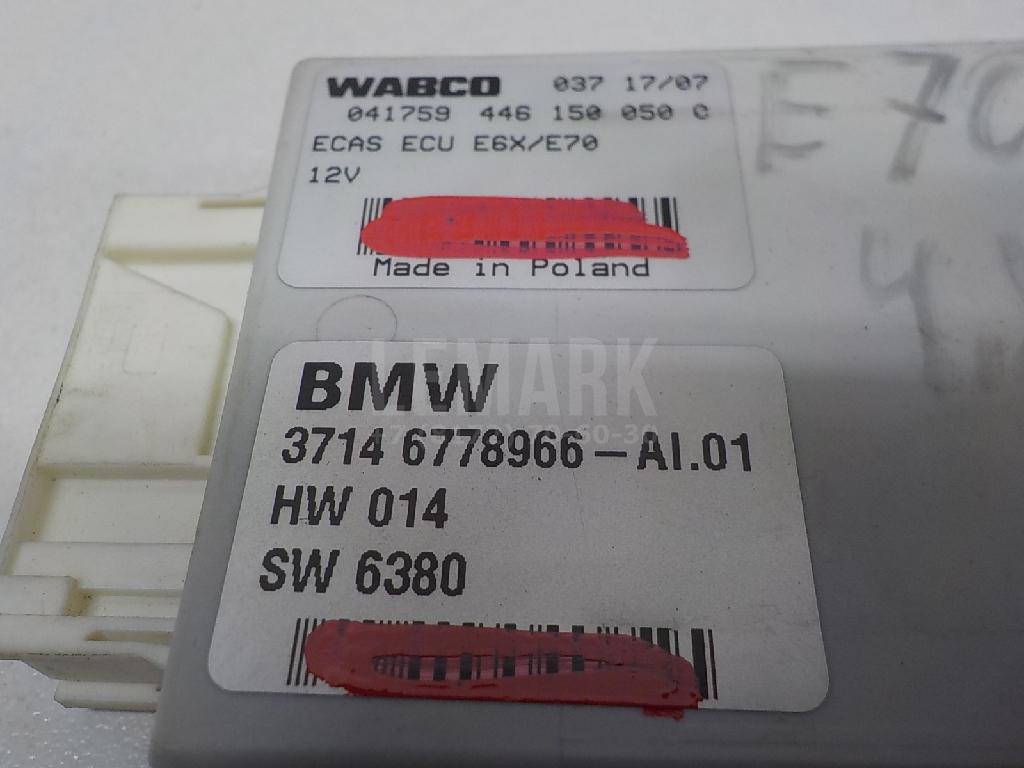 WABCO 037 17/07
041759 446 150 050 C
ECAS ECU E6X/E70
12V
Made in Poland
E70
LEMARK
BMW
3714 6778966-AI.01
HW 014
SW 6380